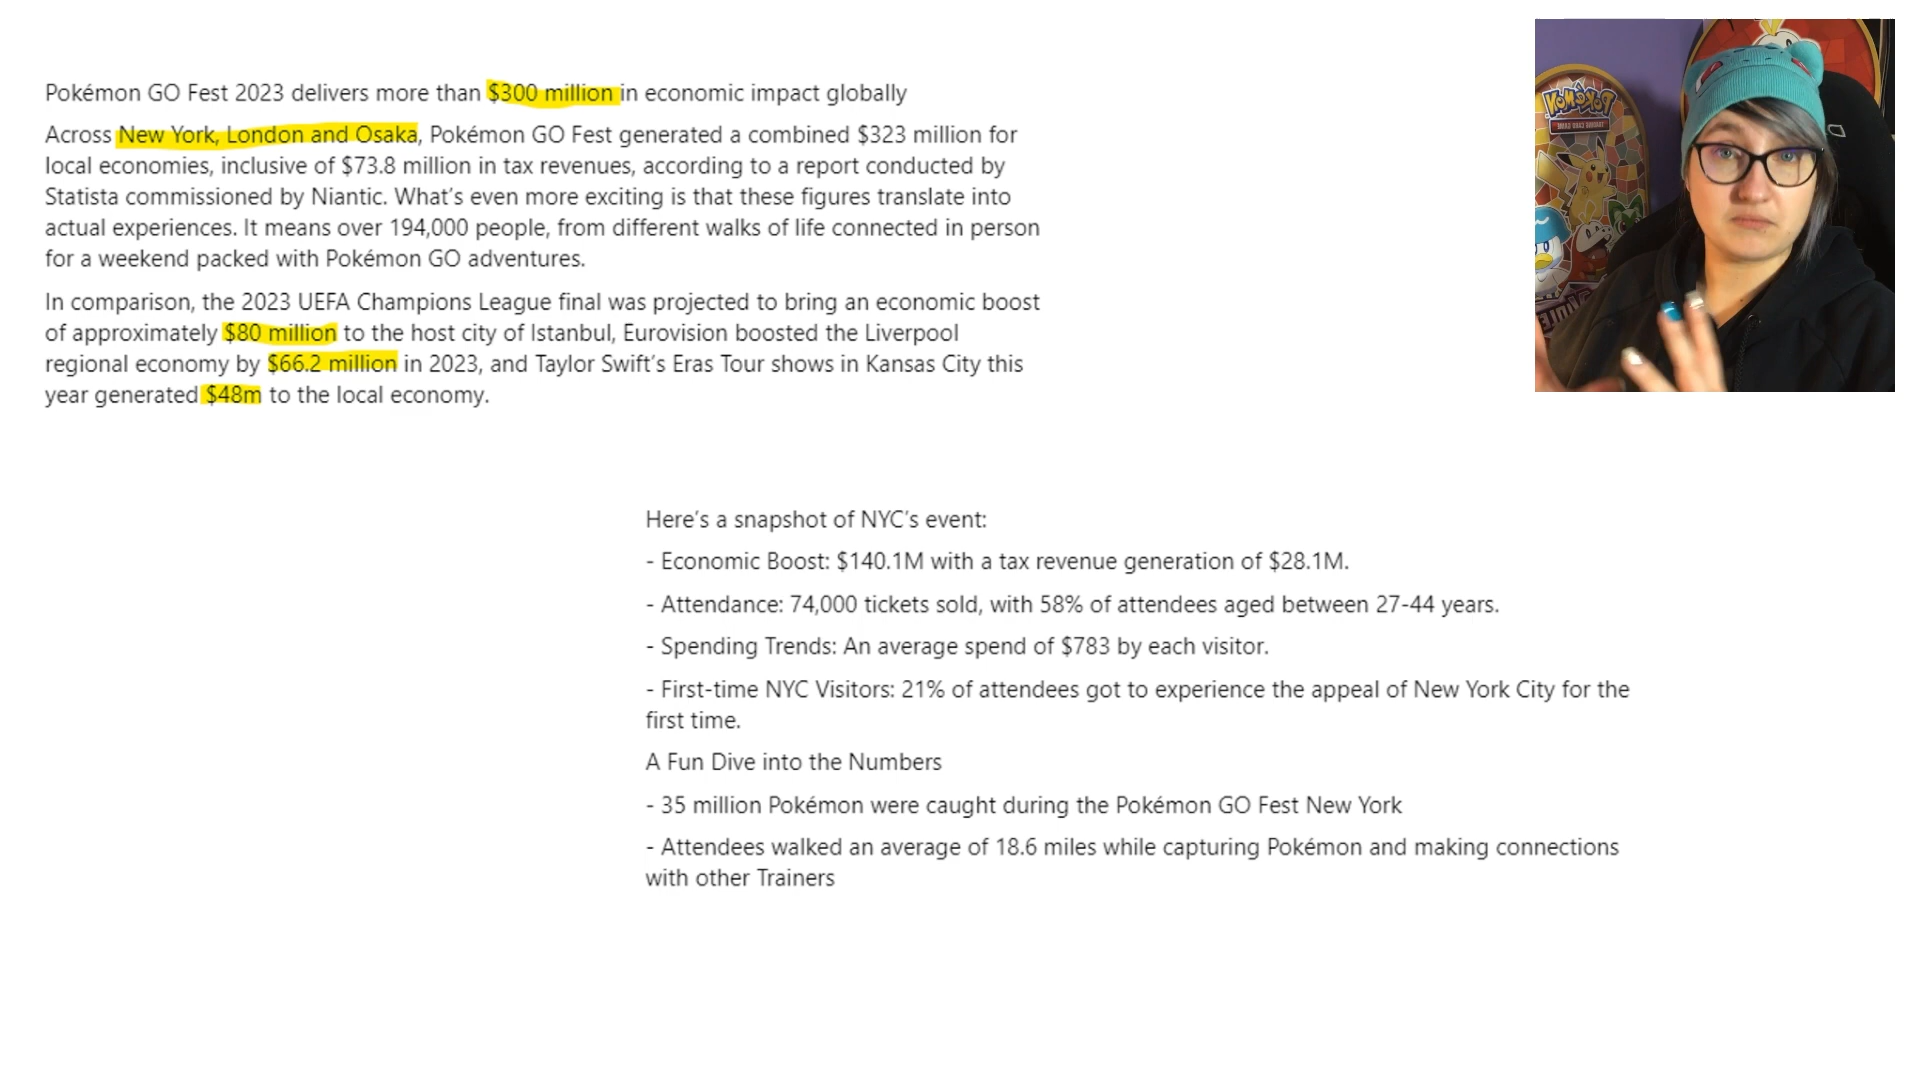 Pokémon GO Fest 2023 delivers more than $300 million in economic impact globally
Across New York, London and Osaka, Pokémon GO Fest generated a combined $323 million for
local economies, inclusive of $73.8 million in tax revenues, according to a report conducted by
Statista commissioned by Niantic. What's even more exciting is that these figures translate into
actual experiences. It means over 194,000 people, from different walks of life connected in person
for a weekend packed with Pokémon GO adventures.
In comparison, the 2023 UEFA Champions League final was projected to bring an economic boost
of approximately $80 million to the host city of Istanbul, Eurovision boosted the Liverpool
regional economy by $66.2 million in 2023, and Taylor Swift's Eras Tour shows in Kansas City this
year generated $48m to the local economy.
POKéMON
Here's a snapshot of NYC's event:
- Economic Boost: $140.1M with a tax revenue generation of $28.1M.
- Attendance: 74,000 tickets sold, with 58% of attendees aged between 27-44 years.
- Spending Trends: An average spend of $783 by each visitor.
- First-time NYC Visitors: 21% of attendees got to experience the appeal of New York City for the
first time.
A Fun Dive into the Numbers
- 35 million Pokémon were caught during the Pokémon GO Fest New York
- Attendees walked an average of 18.6 miles while capturing Pokémon and making connections
with other Trainers